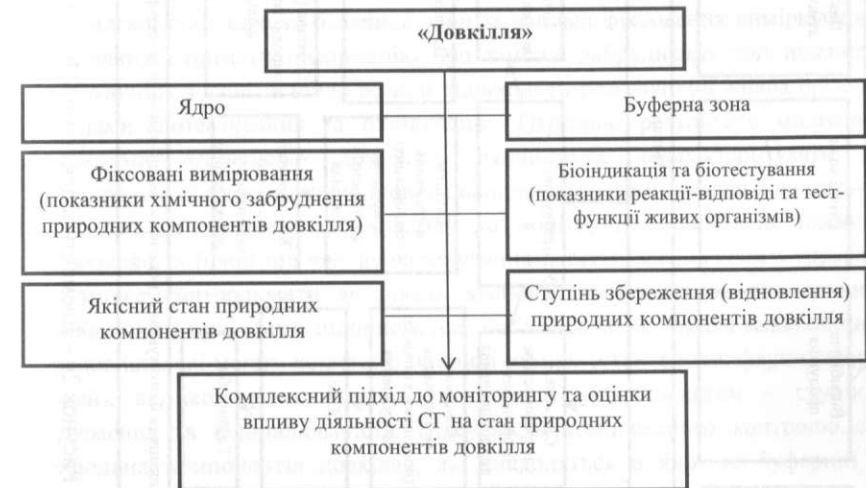 «Довкілля»
Ядро
Буферна зона
Фіксовані вимірювання
(показники хімічного забруднення
природних компонентів довкілля)
Біоіндикація та біотестування
(показники реакції-відповіді та тест-
функції живих організмів)
Якісний стан природних
компонентів довкілля
Ступінь збереження (відновлення)
природних компонентів довкілля
Комплексний підхід до моніторингу та оцінки
впливу діяльності СГ на стан природних
компонентів довкілля